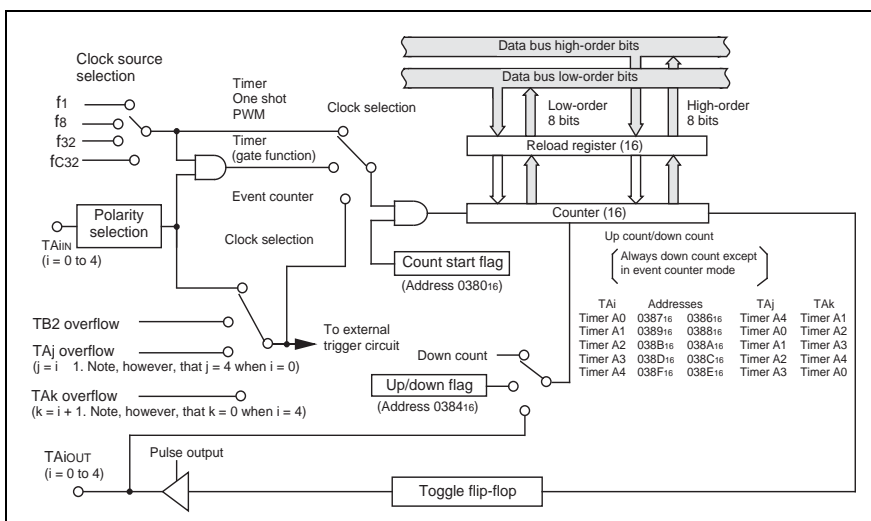 Clock source
selection
f1
f8
f32
fC32
Timer
One shot
PWM
Timer
(gate function)
Event counter
Clock selection
Clock selection
Data bus high-order bits
Data bus low-order bits
Low-order
8 bits
High-order
8 bits
Reload register (16)
Counter (16)
Polarity
selection
TAiIN
(i = 0 to 4)
Count start flag
(Address 038016)
Up count/down count
Always down count except
in event counter mode
TAi Addresses TAj TAk
Timer A0 038716 038616 Timer A4 Timer A1
Timer A1 038916 038816 Timer A0 Timer A2
Timer A2 038B16 038A16 Timer A1 Timer A3
Timer A3 038D16 038C16 Timer A2 Timer A4
Timer A4 038F16 038E16 Timer A3 Timer A0
TB2 overflow
TAj overflow
(j = i 1. Note, however, that j = 4 when i = 0)
TAk overflow
(k = i + 1. Note, however, that k = 0 when i = 4)
To external
trigger circuit
Down count
Up/down flag
(Address 038416)
TAiOUT
(i = 0 to 4)
Pulse output
Toggle flip-flop